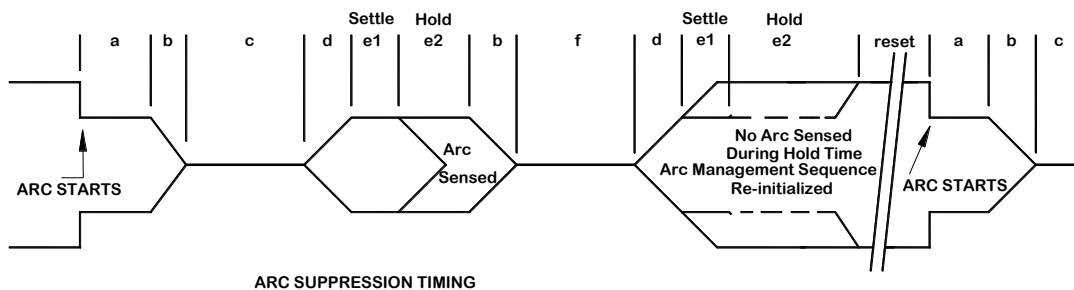 Settle Hold Settle Hold
a b c d e1 e2 b f d e1 e2 reset a b c
ARC STARTS
Arc
Sensed
No Arc Sensed
During Hold Time
Arc Management Sequence
Re-initialized
ARC STARTS
ARC SUPPRESSION TIMING